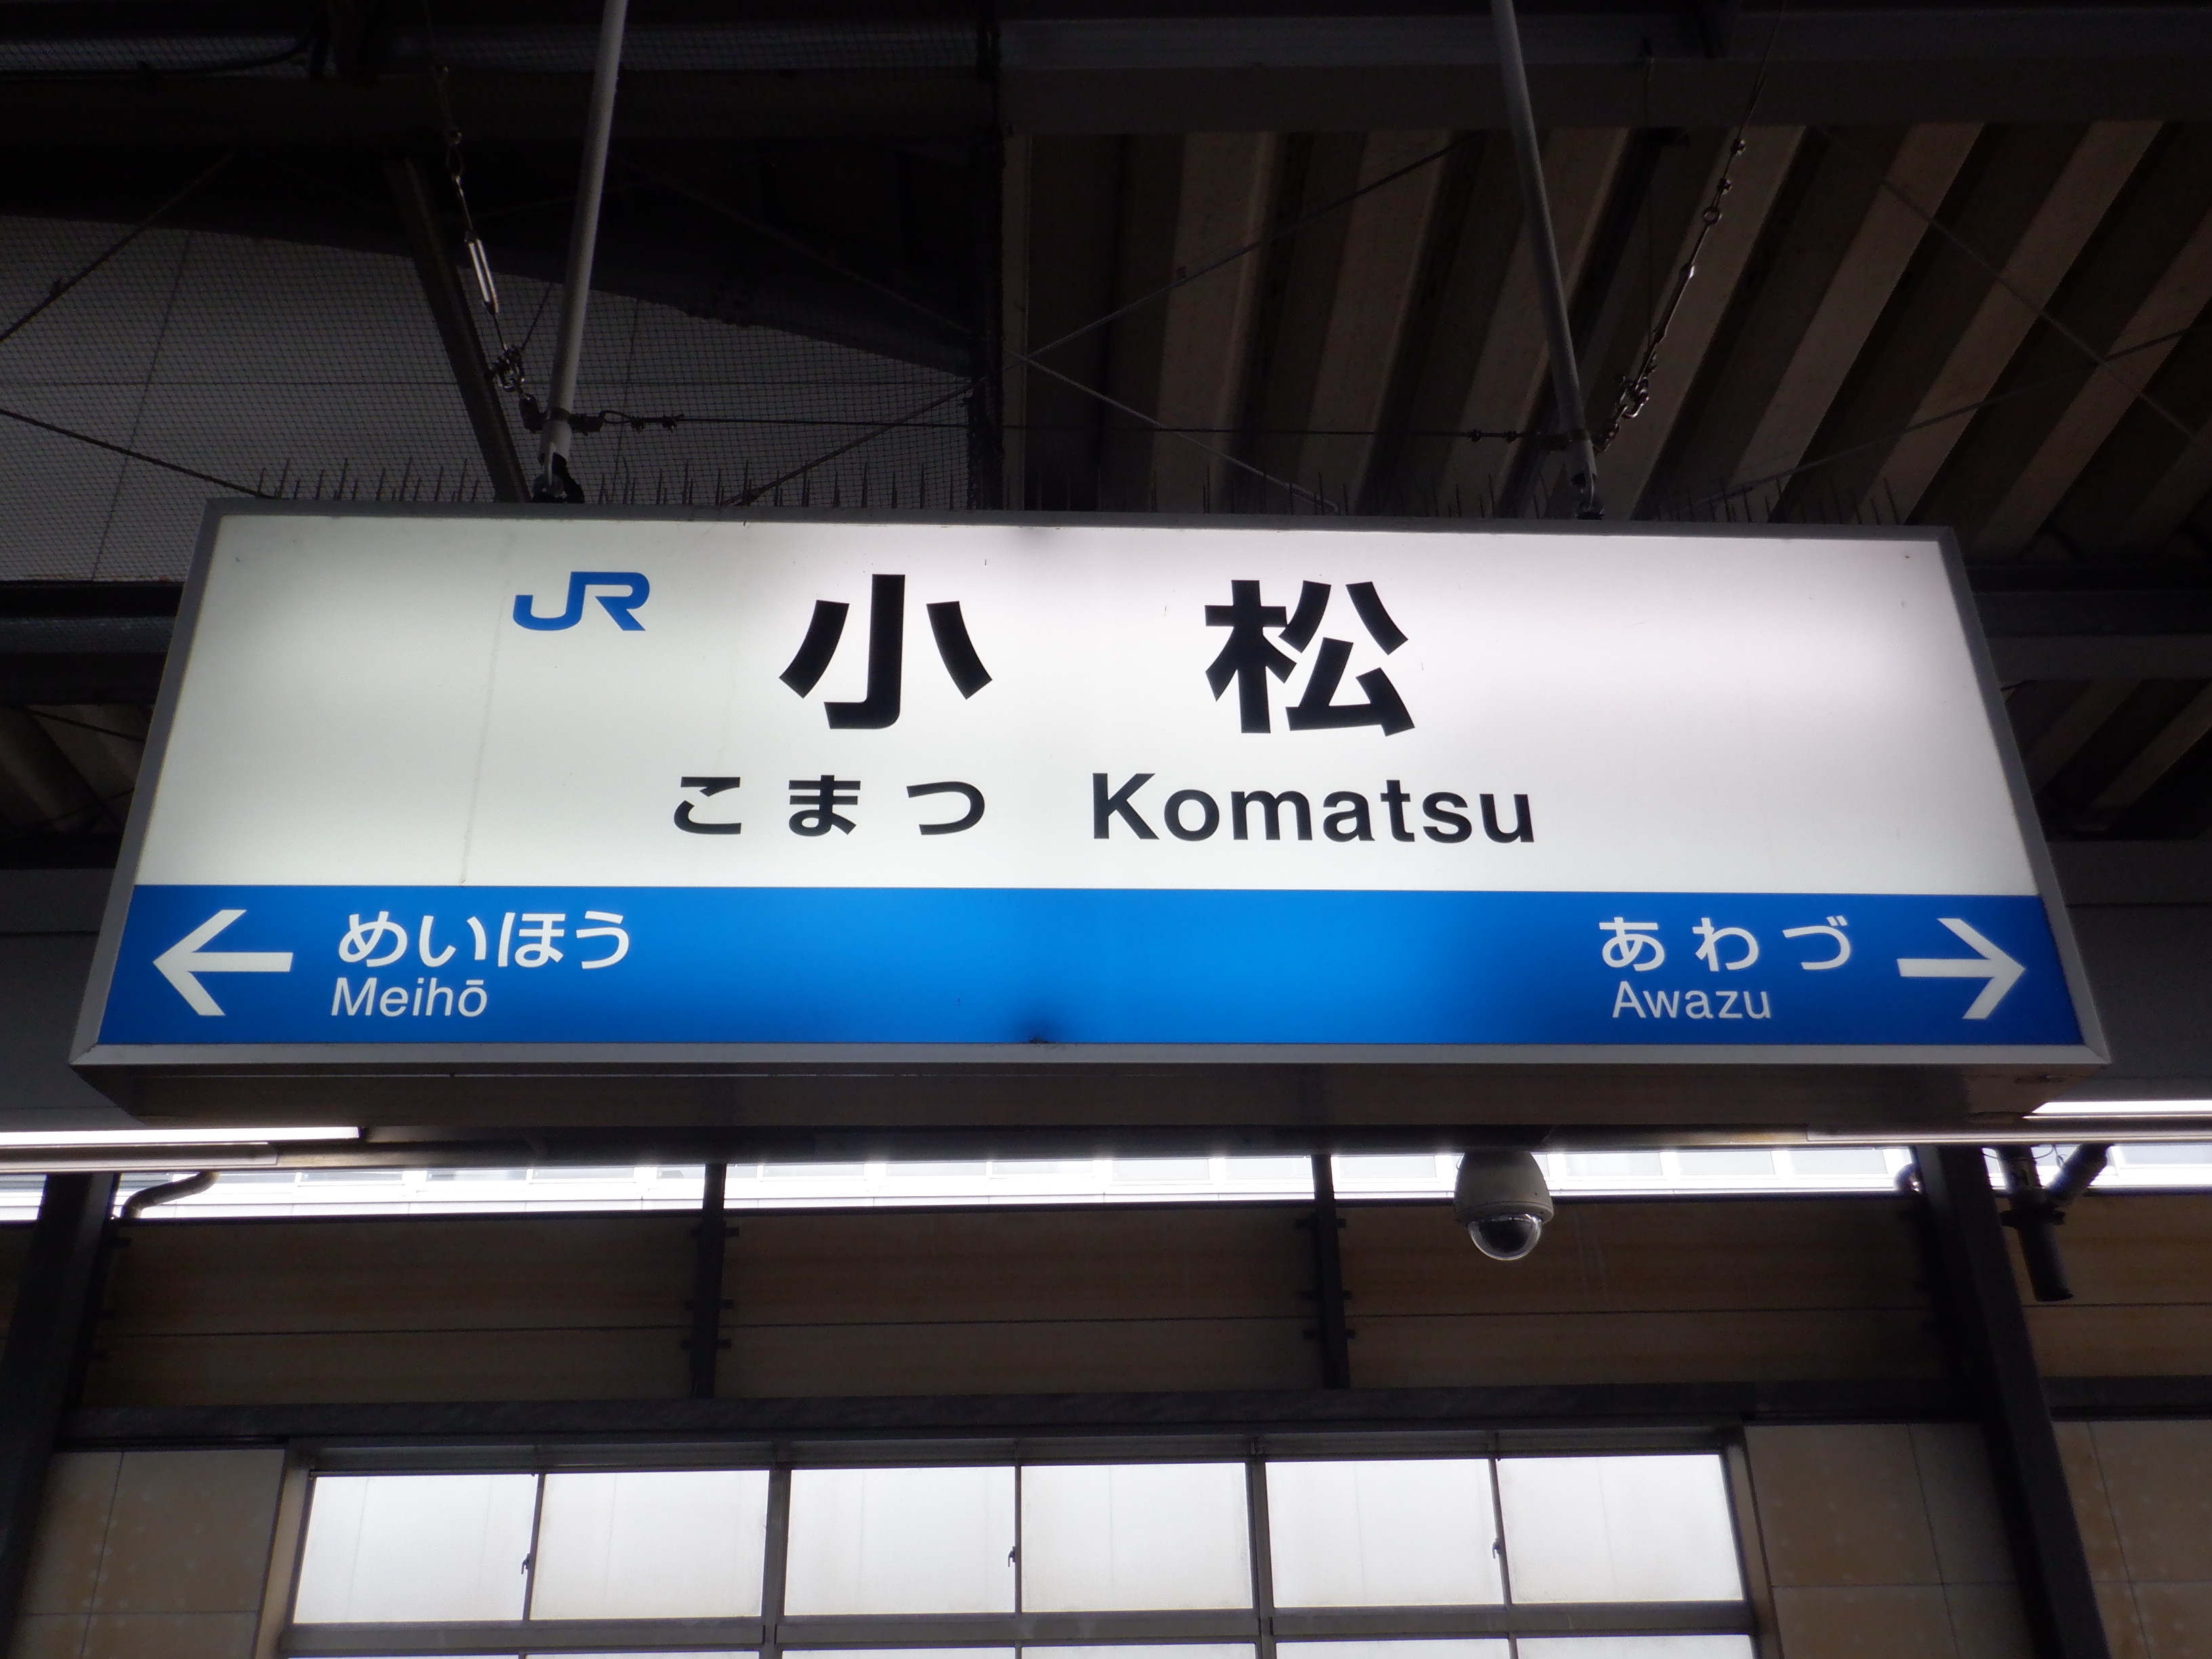 JR 小松
こまつ Komatsu
← めいほう
Meihō
あわづ →
Awazu